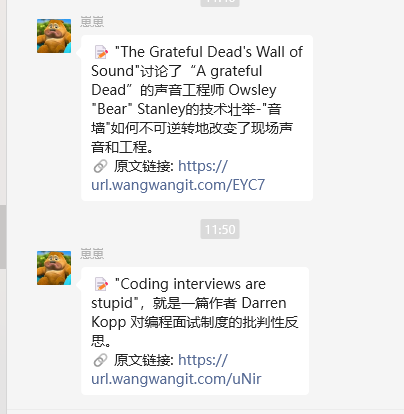 崽崽
📝 "The Grateful Dead's Wall of
Sound"讨论了“A grateful
Dead”的声音工程师 Owsley
"Bear" Stanley的技术壮举-"音
墙"如何不可逆转地改变了现场声
音和工程。
🔗 原文链接: https://
url.wangwangit.com/EYC7
11:50
崽崽
📝 "Coding interviews are
stupid"，就是一篇作者 Darren
Kopp 对编程面试制度的批判性反
思。
🔗 原文链接: https://
url.wangwangit.com/uNir